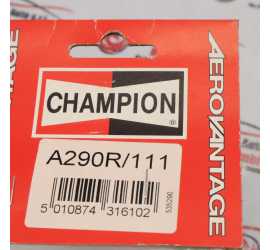 CHAMPION
®
A290R/111
5 010874 316102
AEROVANTAGE